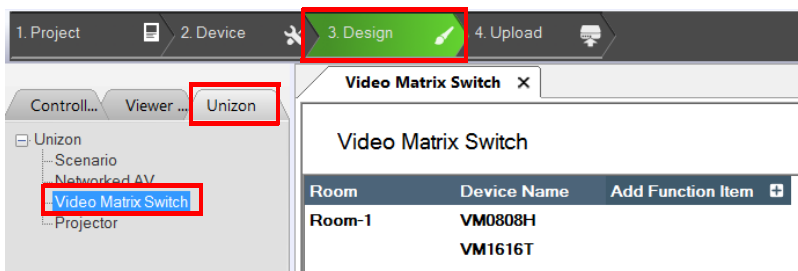 1. Project 2. Device 3. Design 4. Upload
Video Matrix Switch X
Controll... Viewer ... Unizon
Unizon
Scenario
Networked AV
Video Matrix Switch
Projector
Video Matrix Switch
Room Device Name Add Function Item
Room-1 VM0808H
VM1616T